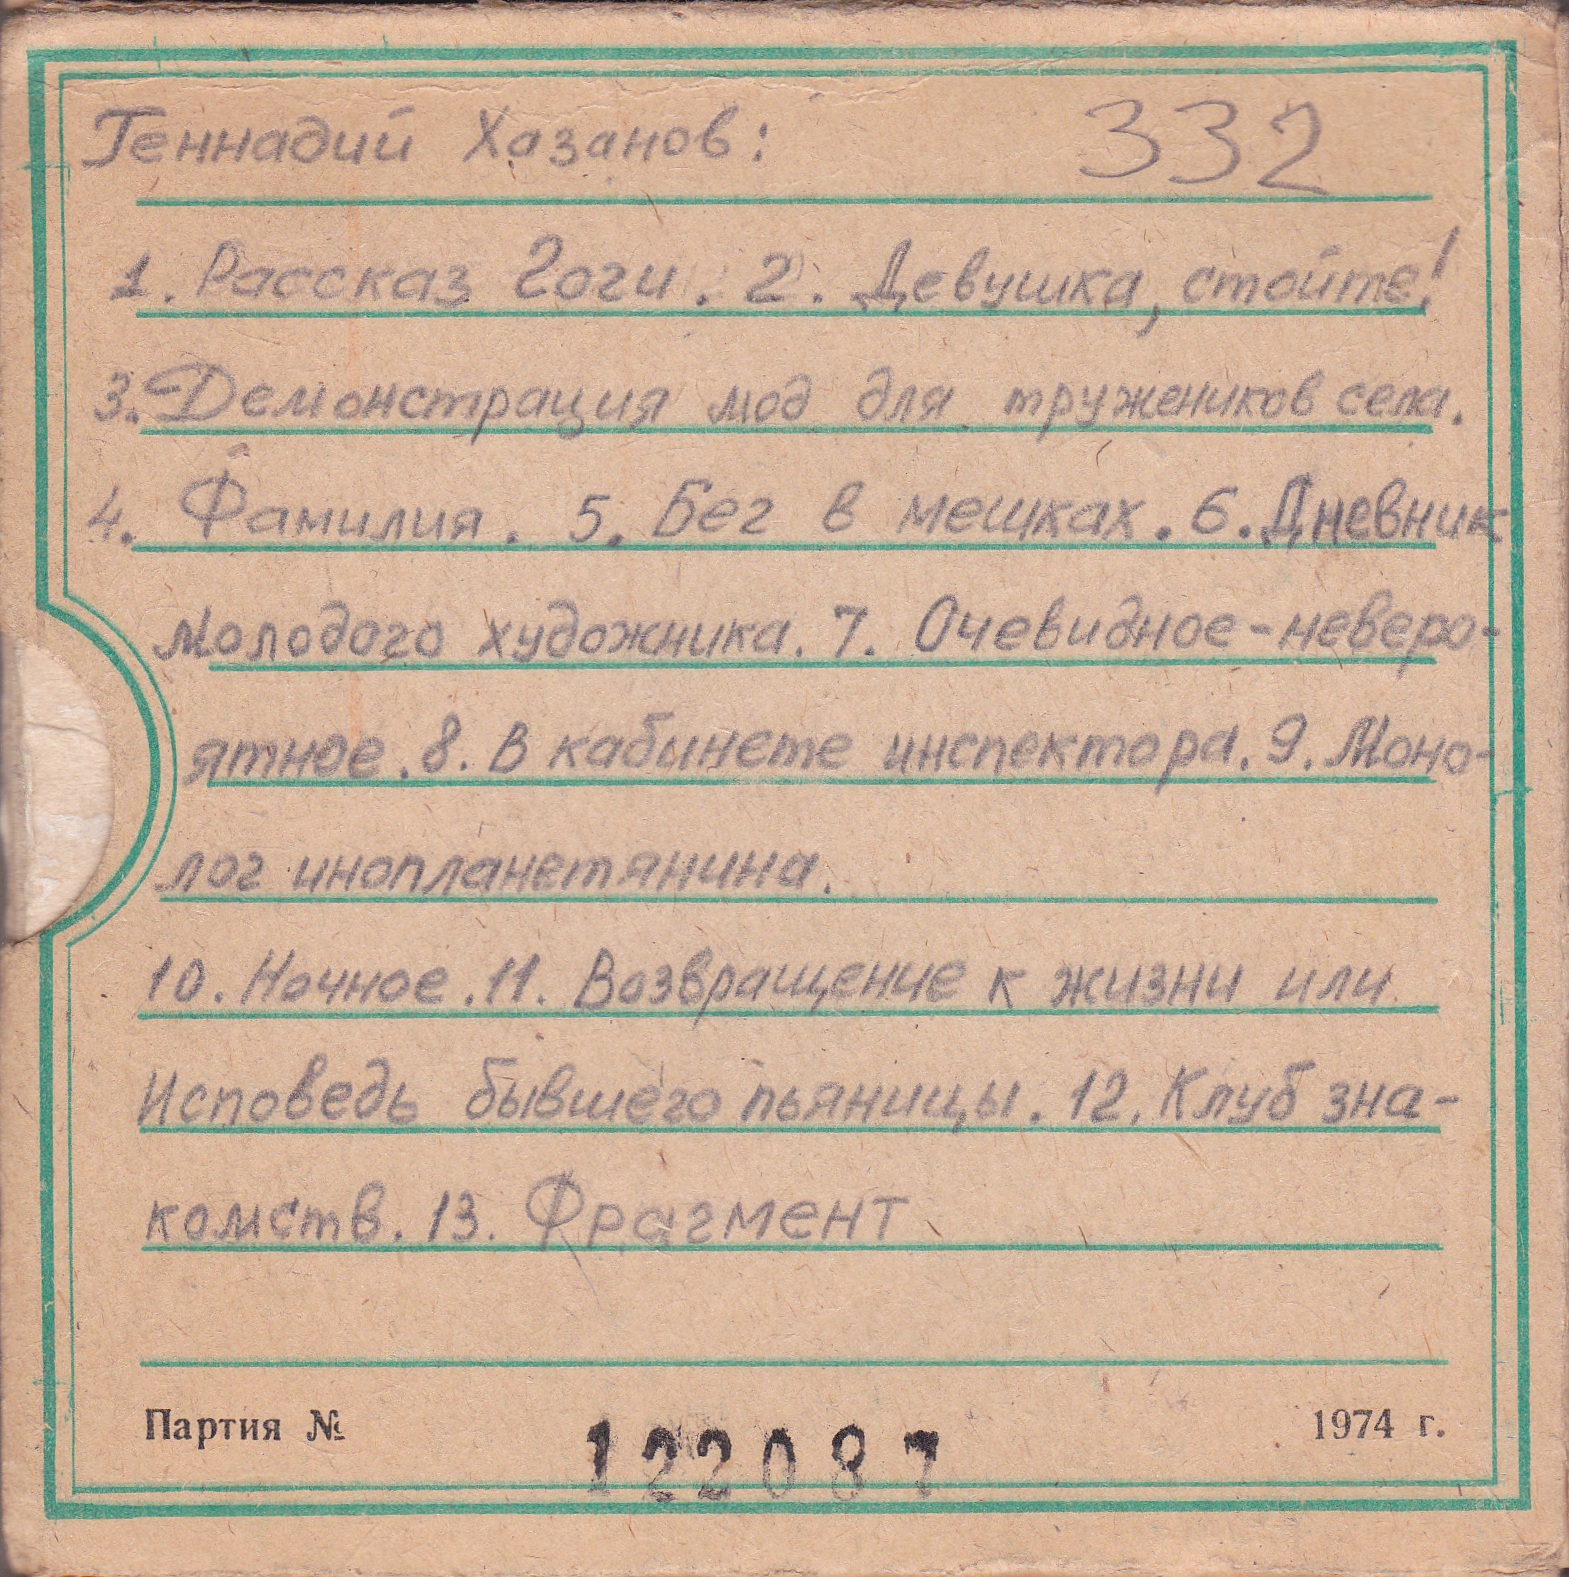 Геннадий Хазанов: 332
1. Рассказ Гоги. 2. Девушка, стойте!
3. Демонстрация мод для тружеников села.
4. Фамилия. 5. Бег в мешках. 6. Дневник
молодого художника. 7. Очевидное-неверо-
ятное. 8. В кабинете инспектора. 9. Моно-
лог инопланетянина.
10. Ночное. 11. Возвращение к жизни или
Исповедь бывшего пьяницы. 12. Клуб зна-
комств. 13. Фрагмент
Партия № 122087 1974 г.